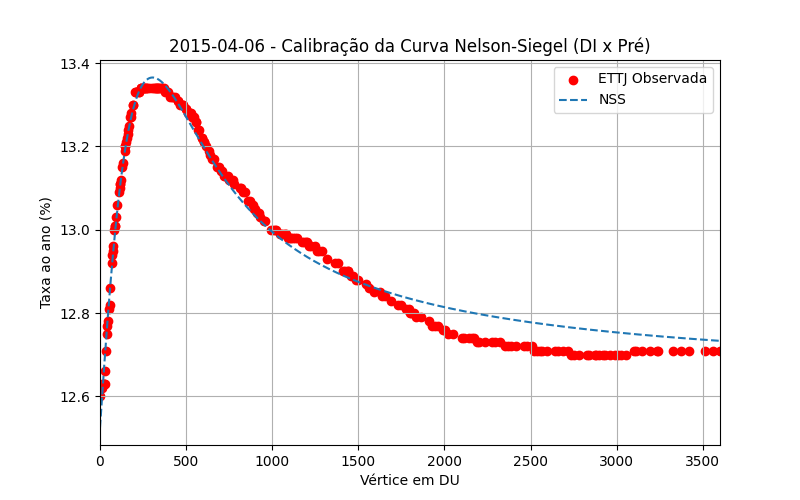 2015-04-06 - Calibração da Curva Nelson-Siegel (DI x Pré)
ETTJ Observada
NSS
Taxa ao ano (%)
13.4
13.2
13.0
12.8
12.6
0 500 1000 1500 2000 2500 3000 3500
Vértice em DU